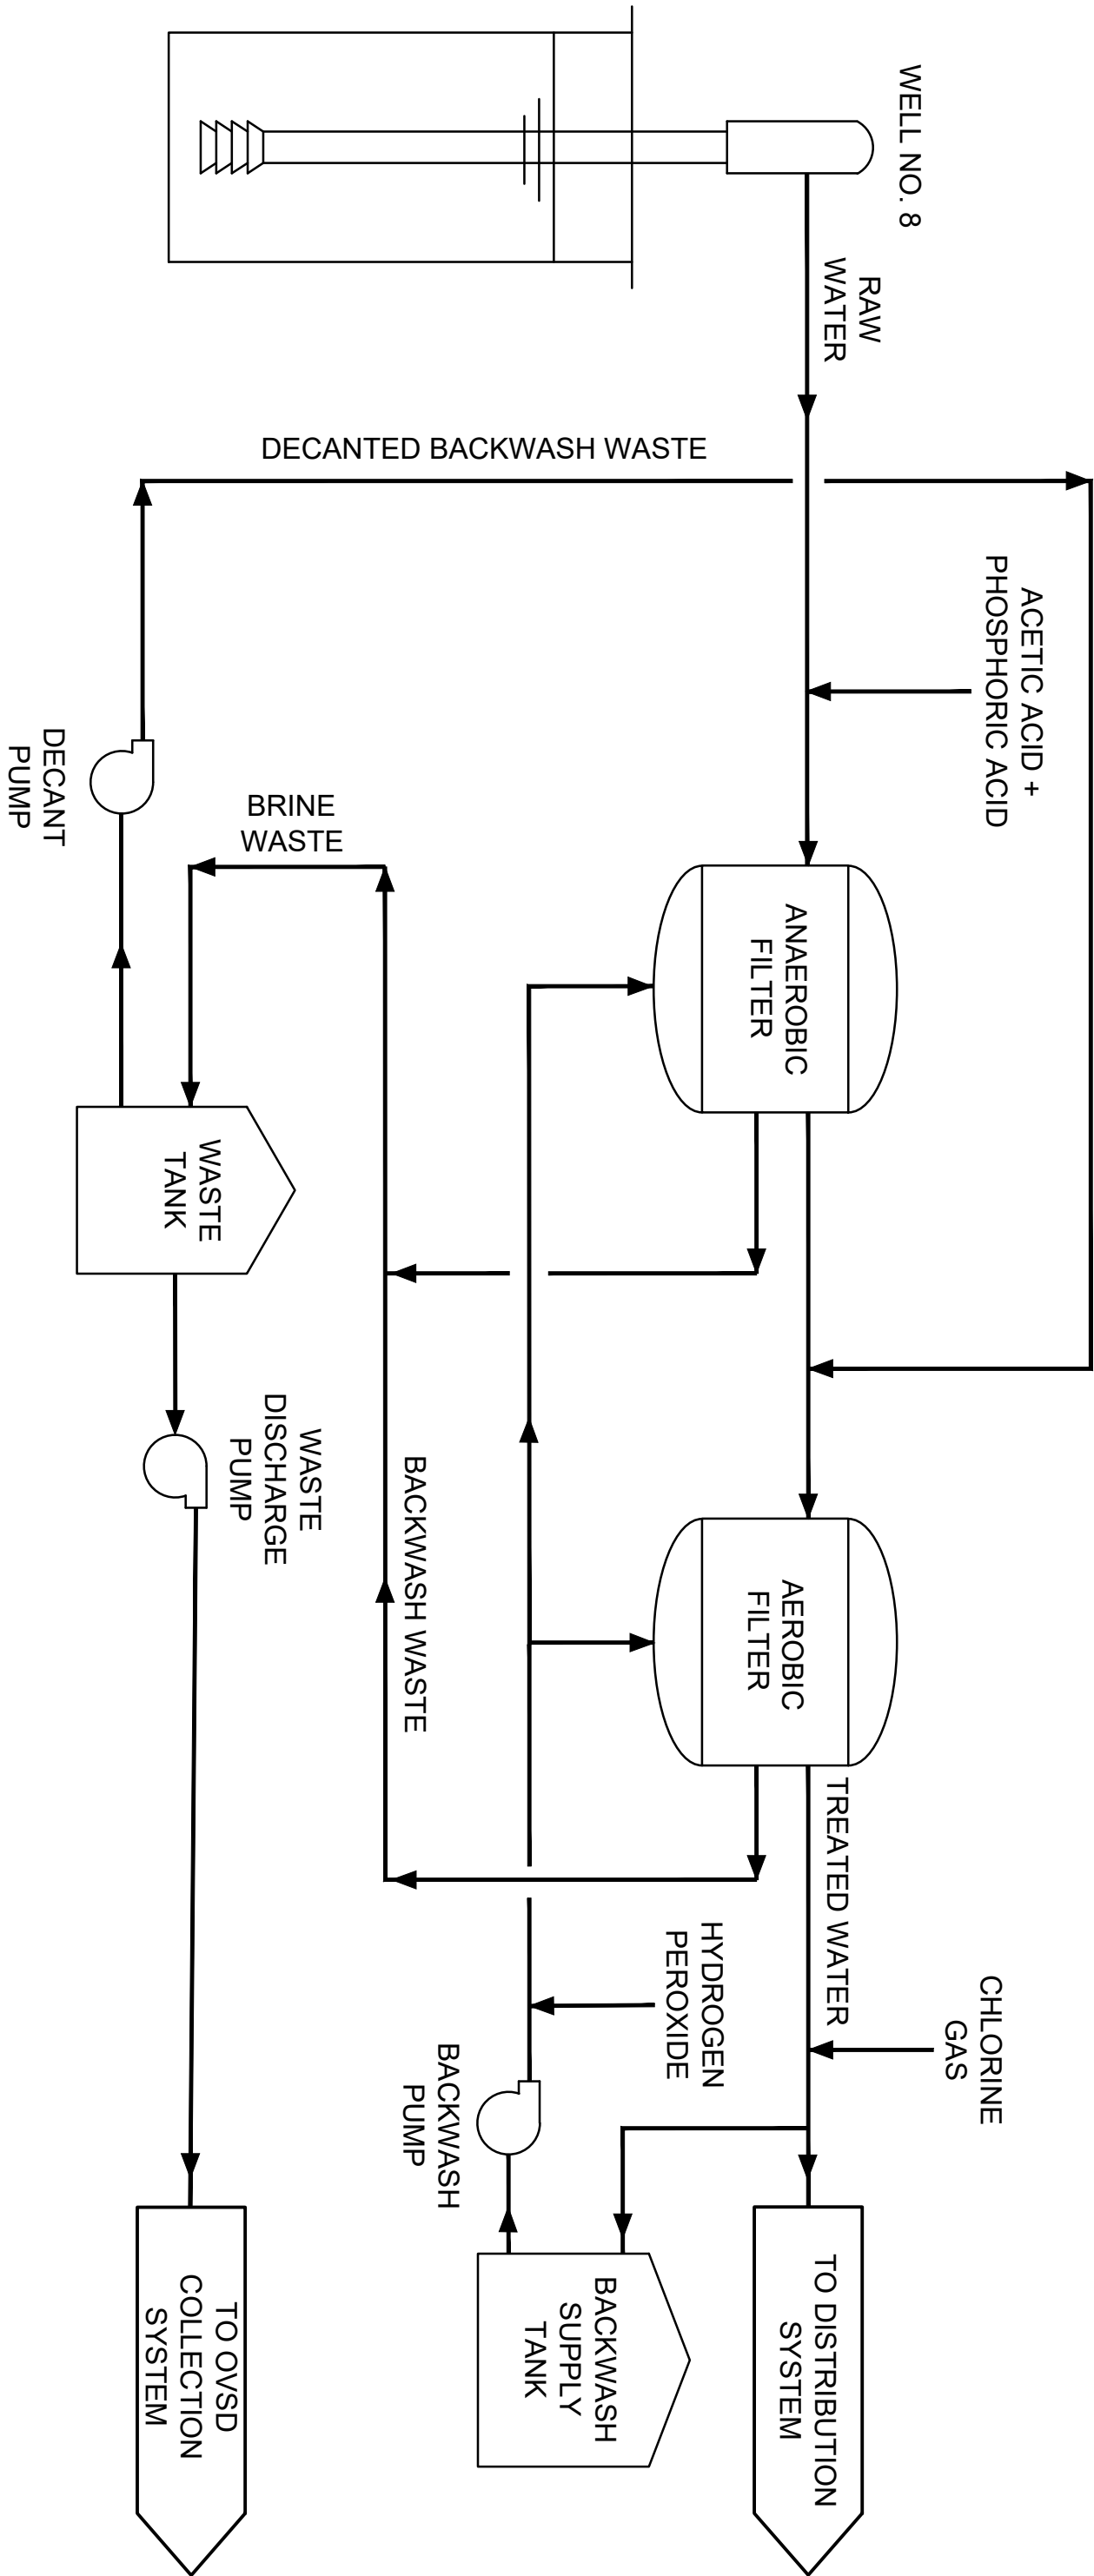 WELL NO. 8
RAW
WATER
DECANTED BACKWASH WASTE
ACETIC ACID +
PHOSPHORIC ACID
ANAEROBIC
FILTER
AEROBIC
FILTER
TREATED WATER
CHLORINE
GAS
TO DISTRIBUTION
SYSTEM
HYDROGEN
PEROXIDE
BACKWASH
PUMP
BACKWASH
SUPPLY
TANK
BACKWASH WASTE
BRINE
WASTE
DECANT
PUMP
WASTE
TANK
WASTE
DISCHARGE
PUMP
TO OVSD
COLLECTION
SYSTEM